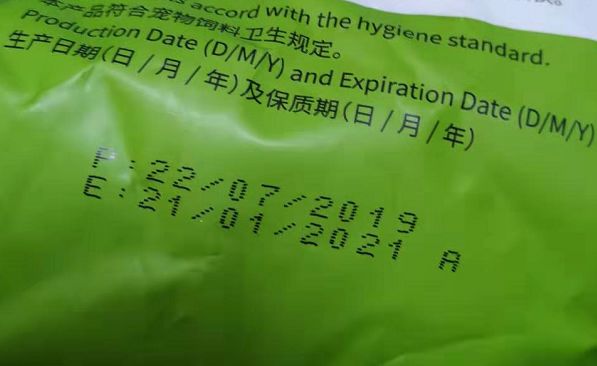 accord with the hygiene standard.
本产品符合宠物饲料卫生规定。
Production Date (D/M/Y) and Expiration Date (D/M/Y)
生产日期(日/月/年)及保质期(日/月/年)
P:22/07/2019
E:21/01/2021 A